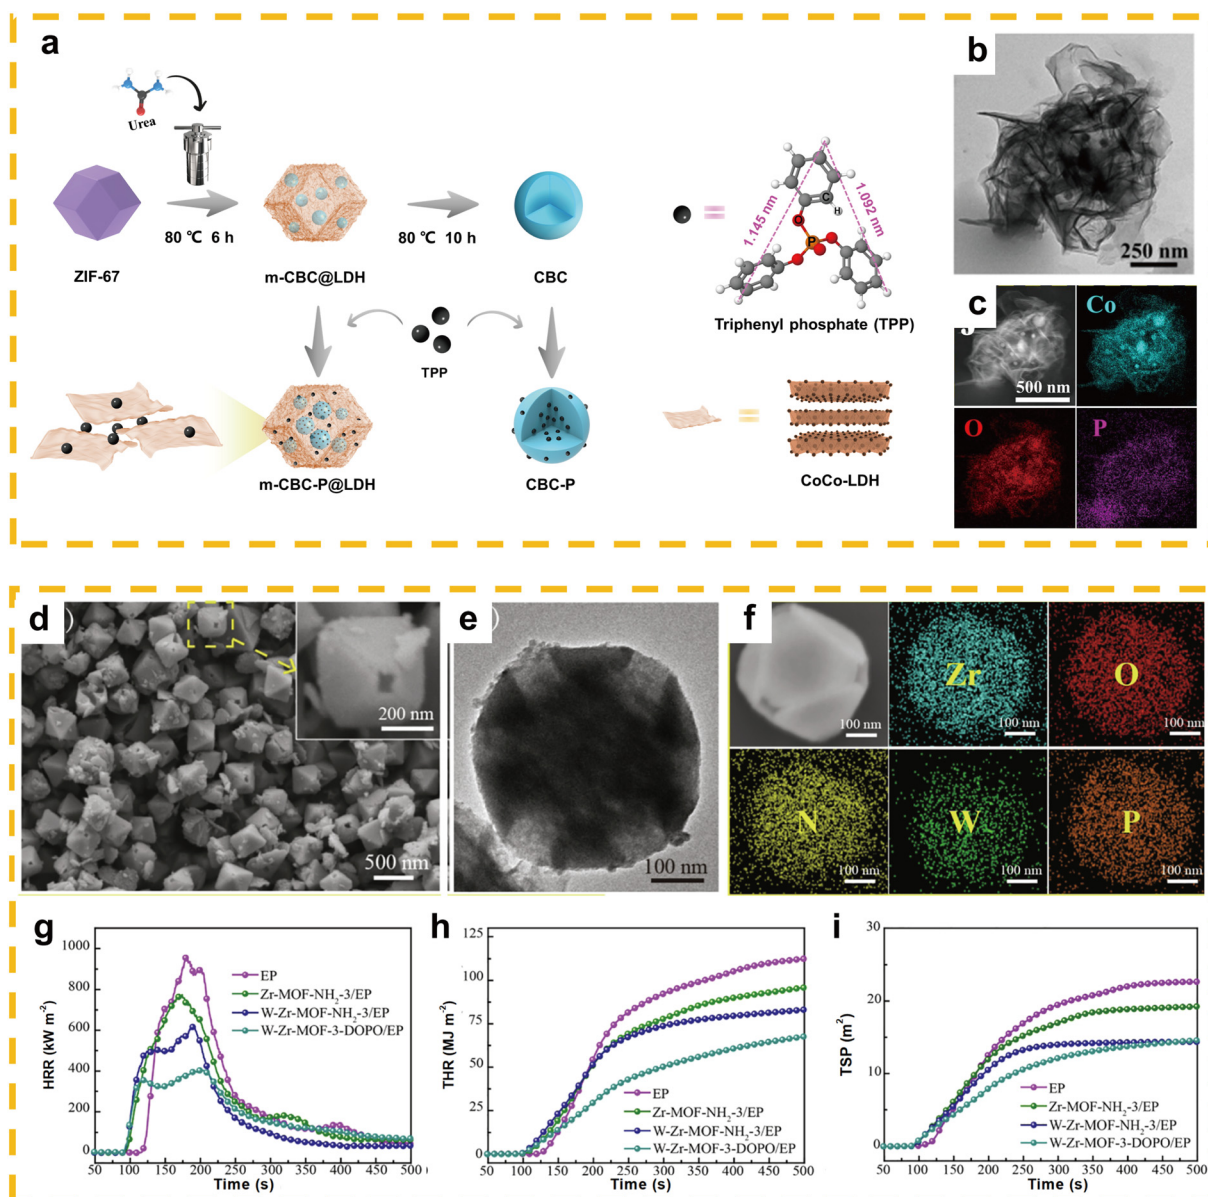 a
Urea
80 ℃ 6 h
80 ℃ 10 h
ZIF-67
m-CBC@LDH
CBC
TPP
m-CBC-P@LDH
CBC-P
1.145 nm
1.092 nm
C
H
O
P
Triphenyl phosphate (TPP)
CoCo-LDH
b
250 nm
c
500 nm
Co
O
P
d
200 nm
500 nm
e
100 nm
f
100 nm
Zr
100 nm
O
100 nm
N
100 nm
W
100 nm
P
100 nm
g
HRR (kW m⁻²)
1000
800
600
400
200
0
50 100 150 200 250 300 350 400 450 500
Time (s)
EP
Zr-MOF-NH₂-3/EP
W-Zr-MOF-NH₂-3/EP
W-Zr-MOF-3-DOPO/EP
h
THR (MJ m⁻²)
125
100
75
50
25
0
50 100 150 200 250 300 350 400 450 500
Time (s)
EP
Zr-MOF-NH₂-3/EP
W-Zr-MOF-NH₂-3/EP
W-Zr-MOF-3-DOPO/EP
i
TSP (m²)
30
20
10
0
50 100 150 200 250 300 350 400 450 500
Time (s)
EP
Zr-MOF-NH₂-3/EP
W-Zr-MOF-NH₂-3/EP
W-Zr-MOF-3-DOPO/EP